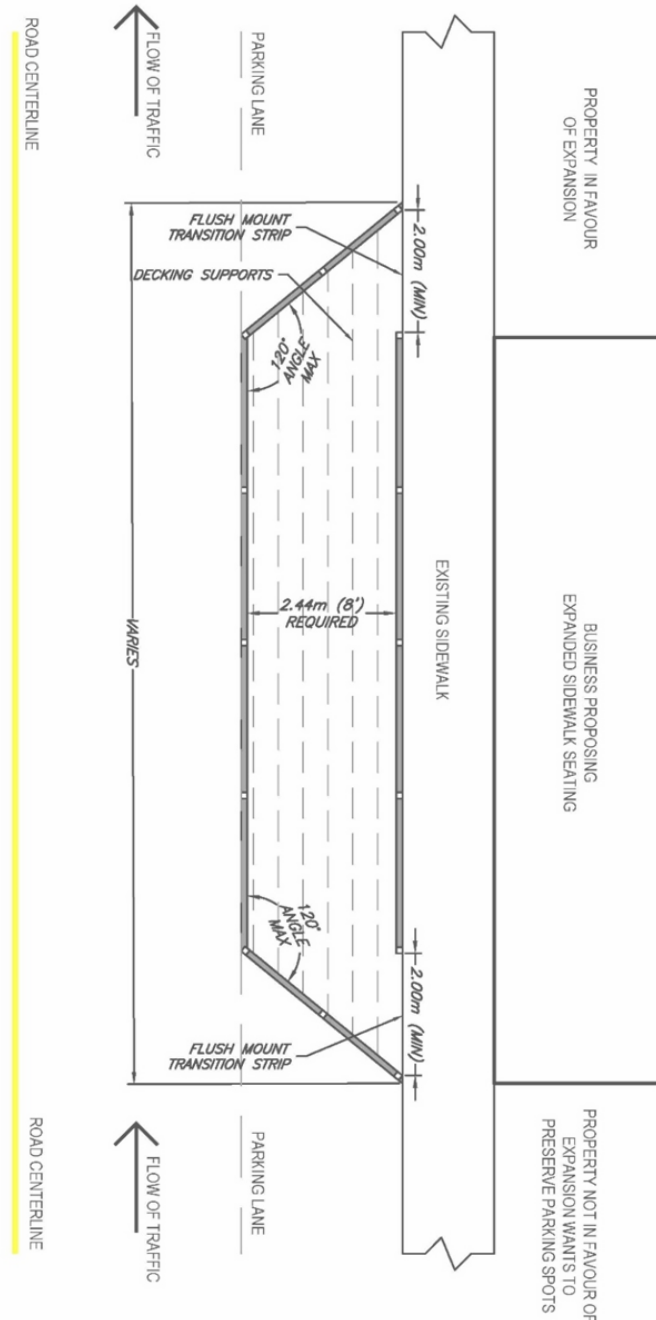 ROAD CENTERLINE
FLOW OF TRAFFIC
PARKING LANE
PROPERTY IN FAVOUR
OF EXPANSION
FLUSH MOUNT
TRANSITION STRIP
2.00m (MIN)
DECKING SUPPORTS
120°
ANGLE
MAX
VARIES
2.44m (8')
REQUIRED
EXISTING SIDEWALK
BUSINESS PROPOSING
EXPANDED SIDEWALK SEATING
120°
ANGLE
MAX
2.00m (MIN)
FLUSH MOUNT
TRANSITION STRIP
ROAD CENTERLINE
FLOW OF TRAFFIC
PARKING LANE
PROPERTY NOT IN FAVOUR OF
EXPANSION WANTS TO
PRESERVE PARKING SPOTS